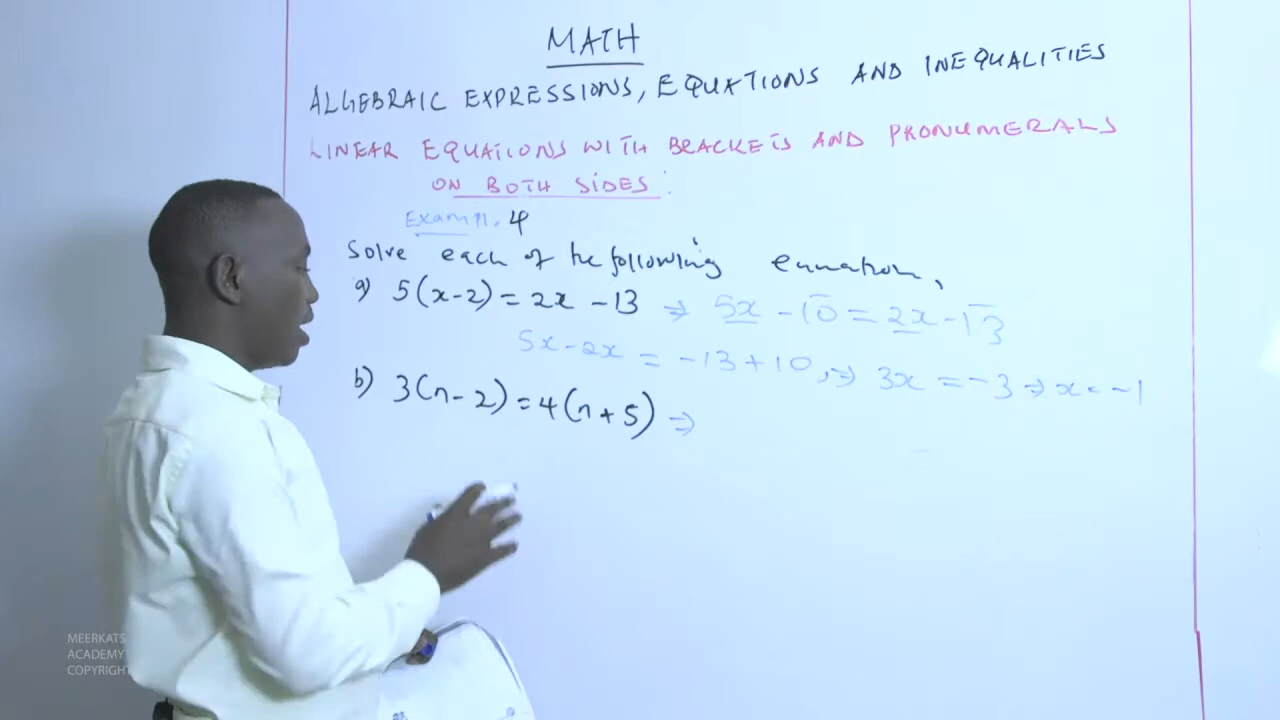 MATH
ALGEBRAIC EXPRESSIONS, EQUATIONS AND INEQUALITIES
LINEAR EQUATIONS WITH BRACKETS AND PRONUMERALS
ON BOTH SIDES:
Exampl. 4
Solve each of the following equation,
a) 5(x-2) = 2x - 13 ⇒ 5x - 10 = 2x - 13
5x - 2x = -13 + 10, ⇒ 3x = -3 ⇒ x = -1
b) 3(n-2) = 4(n+5) ⇒
MEERKATS
ACADEMY
COPYRIGHT